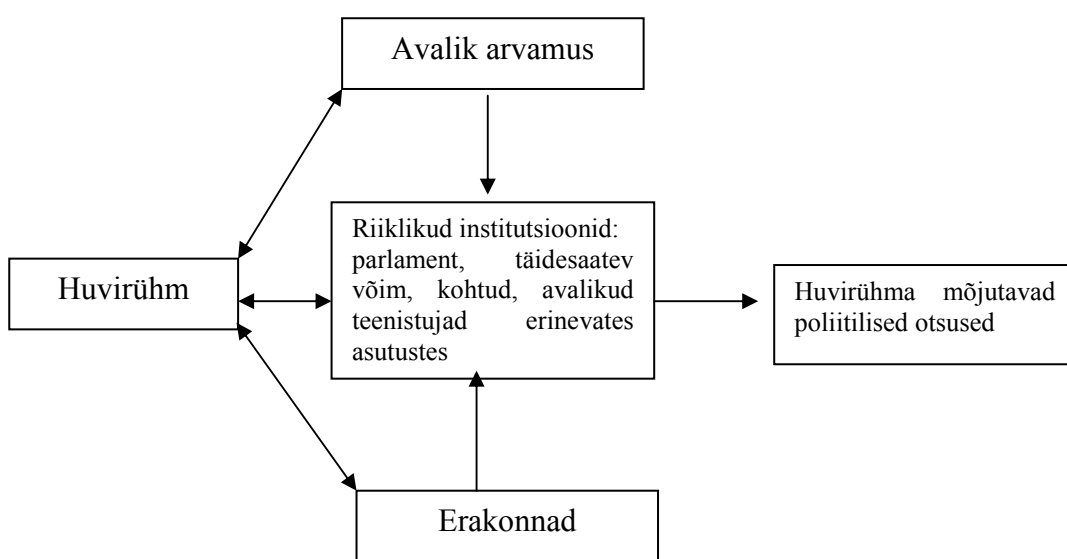 Avalik arvamus
Riiklikud institutsioonid:
parlament, täidesaatev
võim, kohtud, avalikud
teenistujad erinevates
asutustes
Huvirühm
Huvirühma mõjutavad
poliitilised otsused
Erakonnad